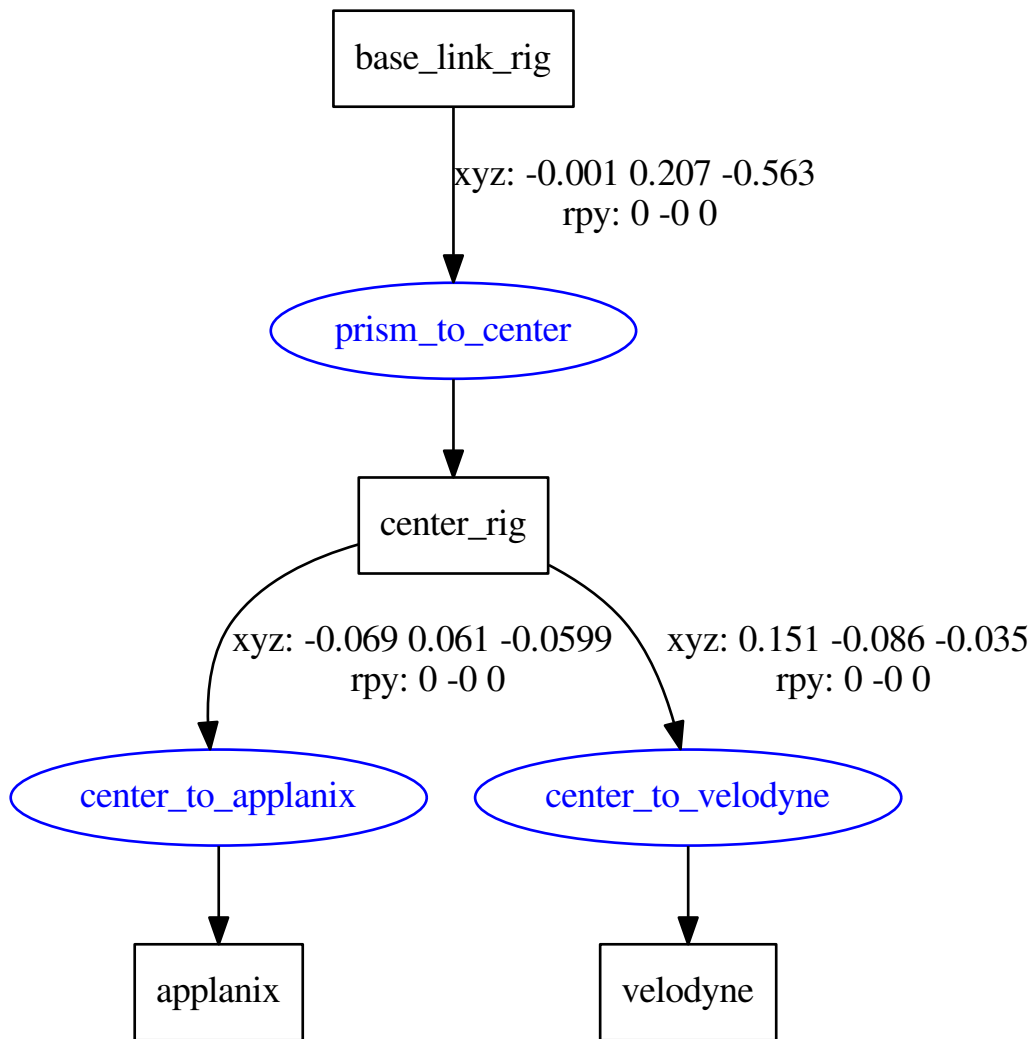 base_link_rig
xyz: -0.001 0.207 -0.563
rpy: 0 -0 0
prism_to_center
center_rig
xyz: -0.069 0.061 -0.0599
rpy: 0 -0 0
xyz: 0.151 -0.086 -0.035
rpy: 0 -0 0
center_to_applanix
center_to_velodyne
applanix
velodyne